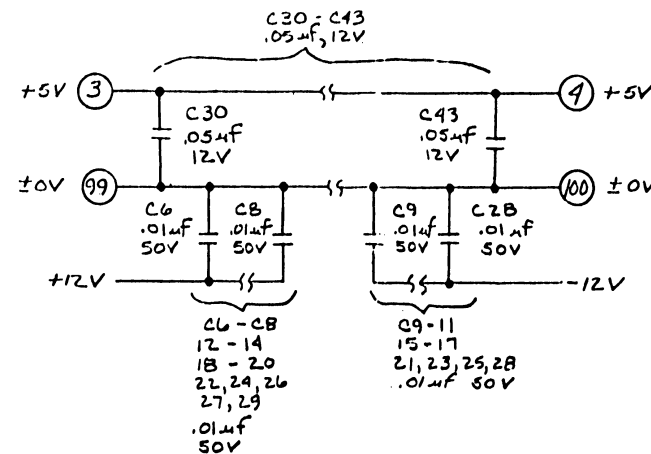 C30 - C43
.05 µf, 12V
+5V 3
4 +5V
C30
.05µf
12V
C43
.05µf
12V
±0V 99
100 ±0V
C6
.01µf
50V
C8
.01µf
50V
C9
.01µf
50V
C28
.01µf
50V
+12V
-12V
C6 - C8
12 - 14
18 - 20
22, 24, 26
27, 29
.01µf
50V
C9 - 11
15 - 17
21, 23, 25, 28
.01µf 50V